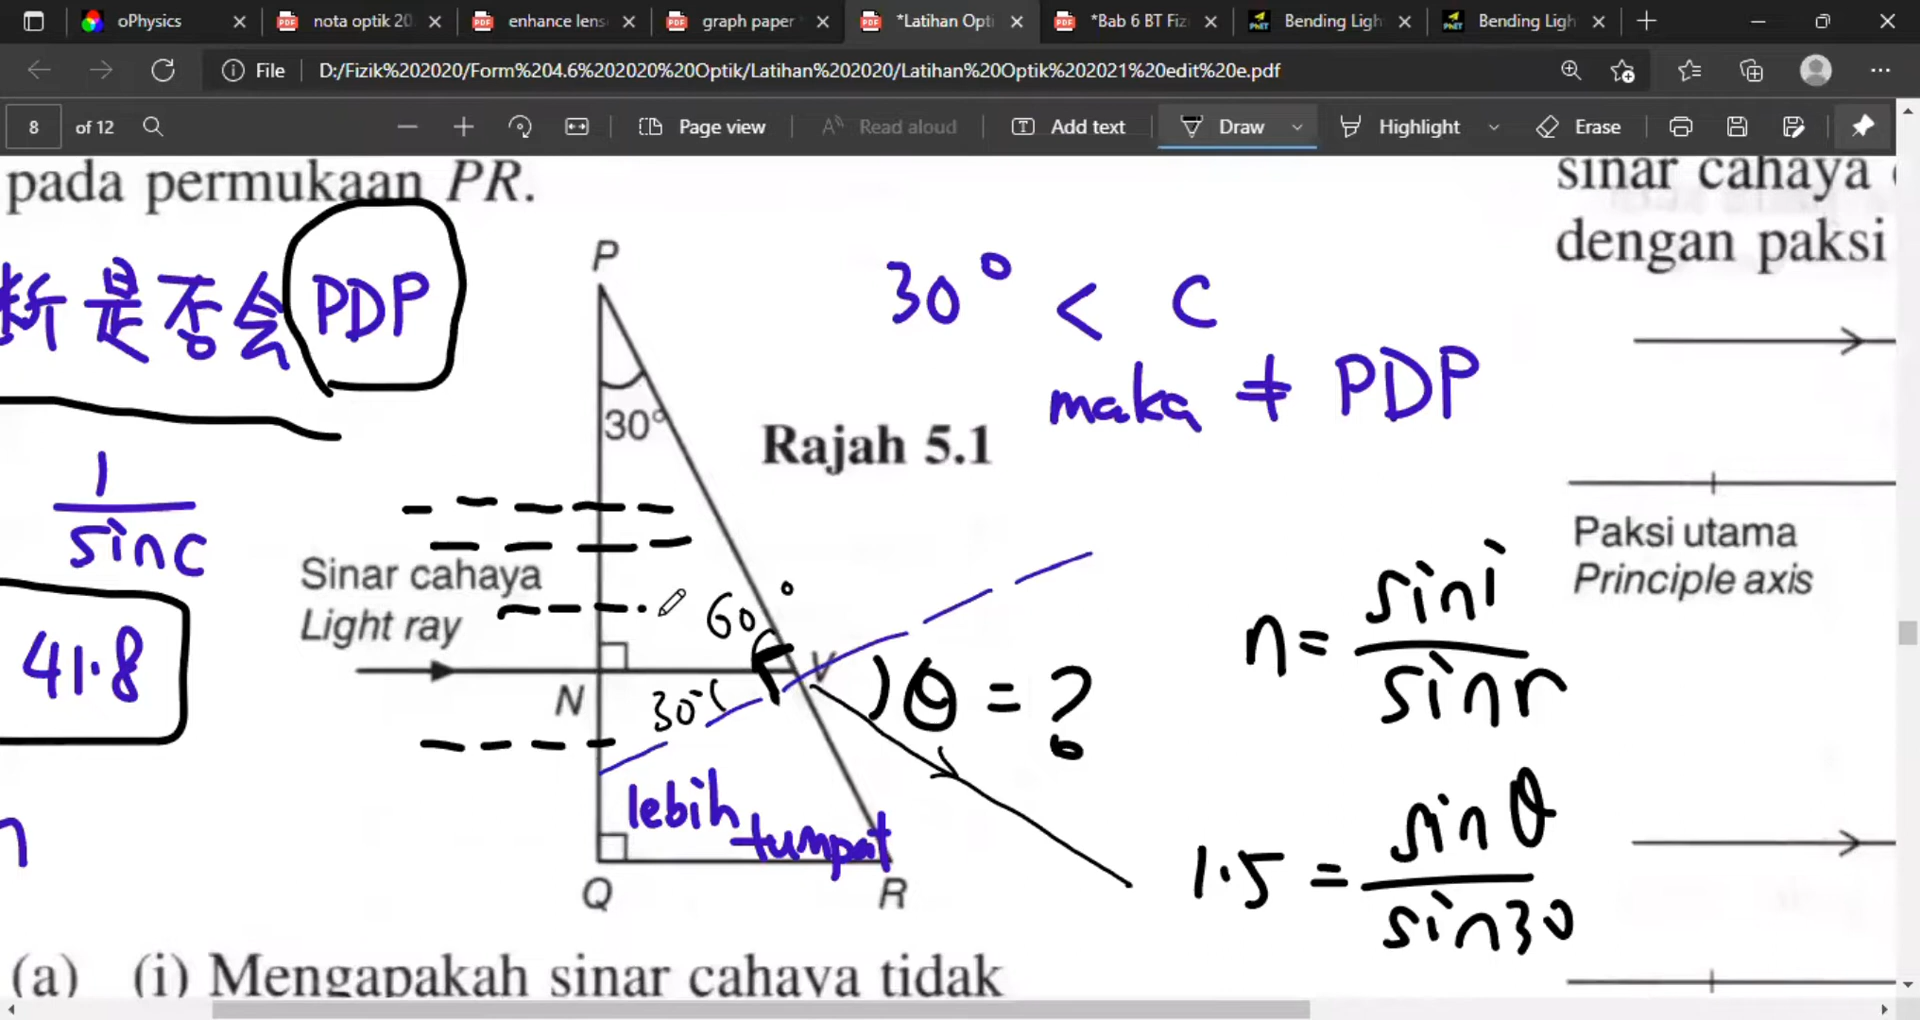 oPhysics
nota optik 20
enhance lens
graph paper
*Latihan Opti
*Bab 6 BT Fiz
Bending Ligh
Bending Ligh
File
D:/Fizik%202020/Form%204.6%202020%20Optik/Latihan%202020/Latihan%20Optik%202021%20edit%20e.pdf
8 of 12
Page view
Read aloud
Add text
Draw
Highlight
Erase
pada permukaan PR.
断是否会 PDP
P
30°
30° < C
maka ≠ PDP
Rajah 5.1
1
sinc
41.8
Sinar cahaya
Light ray
60°
N
V
30°
) θ = ?
lebih
tumpat
Q
R
n = sin i
sin r
1.5 = sin θ
sin 30
sinar cahaya
dengan paksi
Paksi utama
Principle axis
(a) (i) Mengapakah sinar cahaya tidak